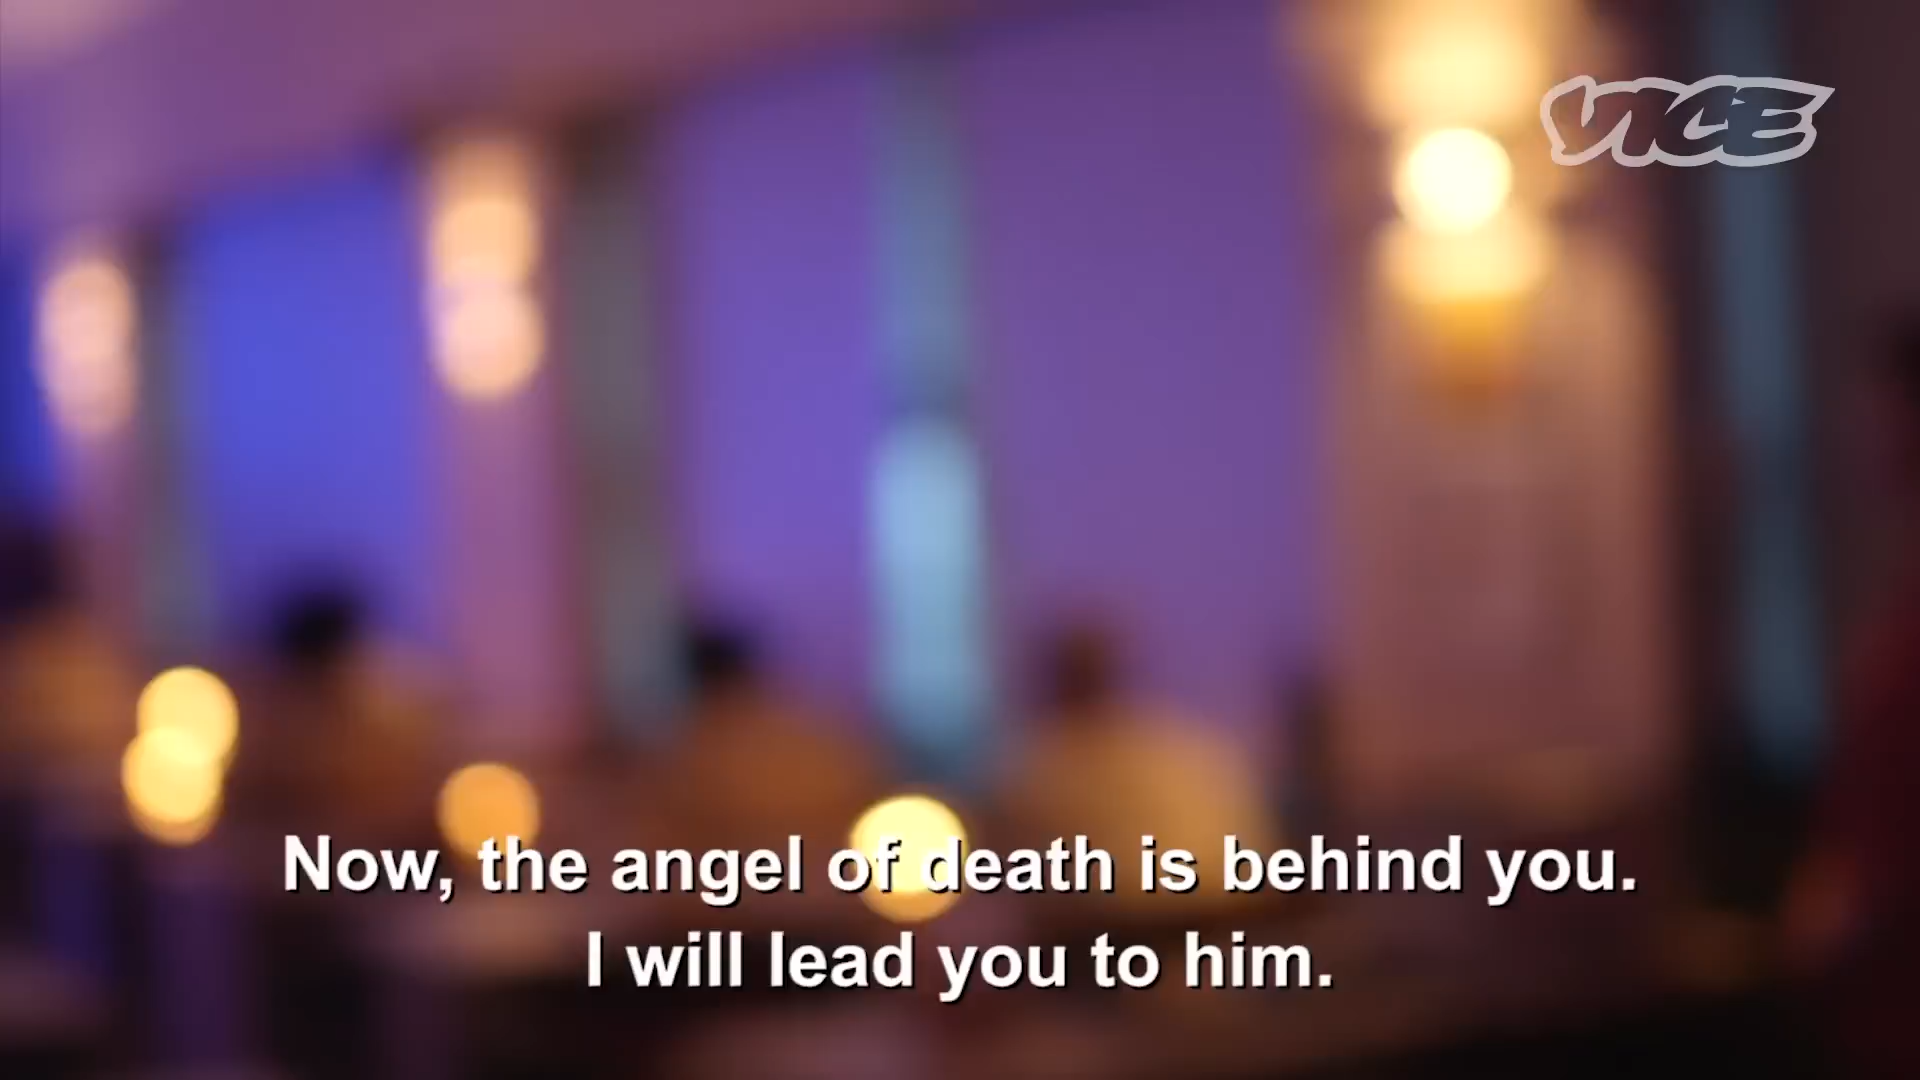 VICE
Now, the angel of death is behind you.
I will lead you to him.